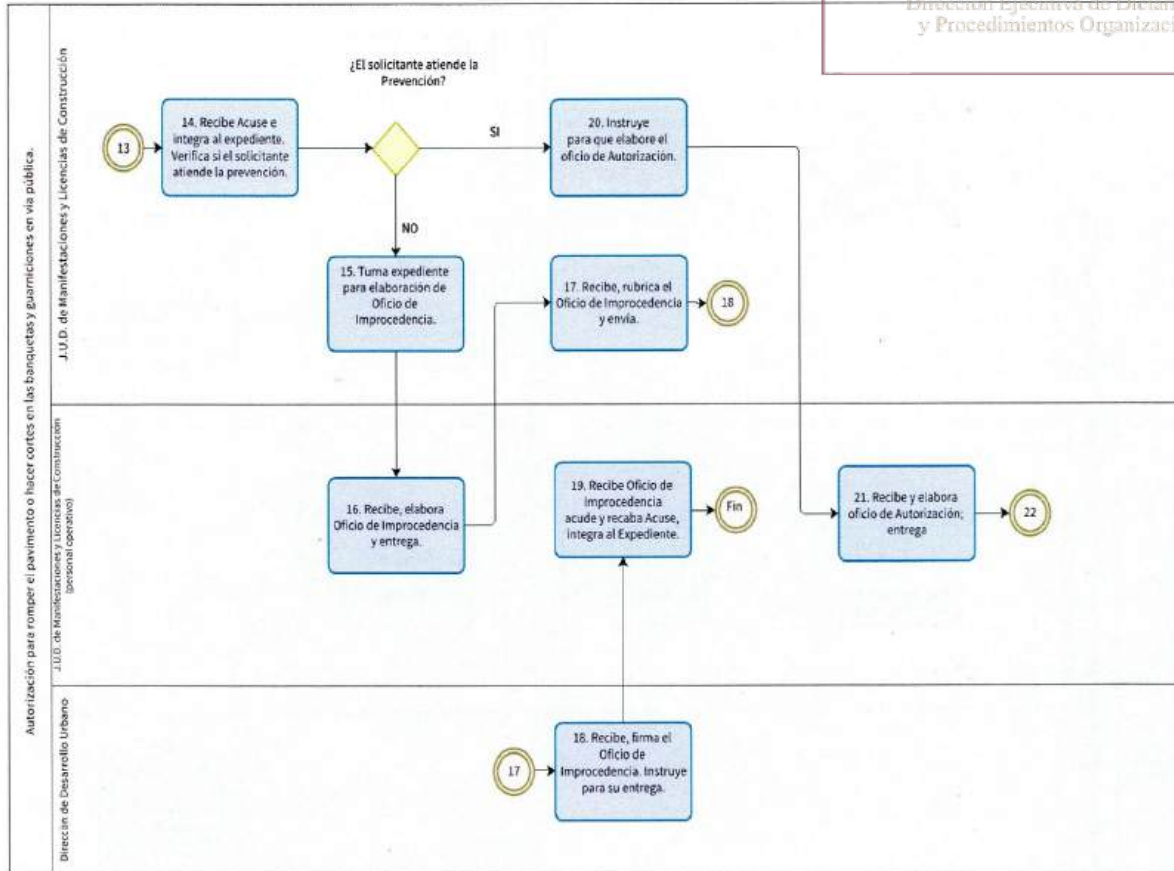 Dirección Ejecutiva de
y Procedimientos
Autorización para romper el pavimento o hacer cortes en las banquetas y guarniciones en vía pública.
J.U.D. de Manifestaciones y Licencias de Construcción
¿El solicitante atiende la
Prevención?
13
14. Recibe Acuse e
integra al expediente.
Verifica si el solicitante
atiende la prevención.
SI
20. Instruye
para que elabore el
oficio de Autorización.
NO
15. Turna expediente
para elaboración de
Oficio de
Improcedencia.
17. Recibe, rubrica el
Oficio de Improcedencia
y envía.
18
J.U.D. de Manifestaciones y Licencias de Construcción
(personal operativo)
16. Recibe, elabora
Oficio de Improcedencia
y entrega.
19. Recibe Oficio de
Improcedencia
acude y recaba Acuse,
integra al Expediente.
Fin
21. Recibe y elabora
oficio de Autorización;
entrega
22
Dirección de Desarrollo Urbano
17
18. Recibe, firma el
Oficio de
Improcedencia. Instruye
para su entrega.